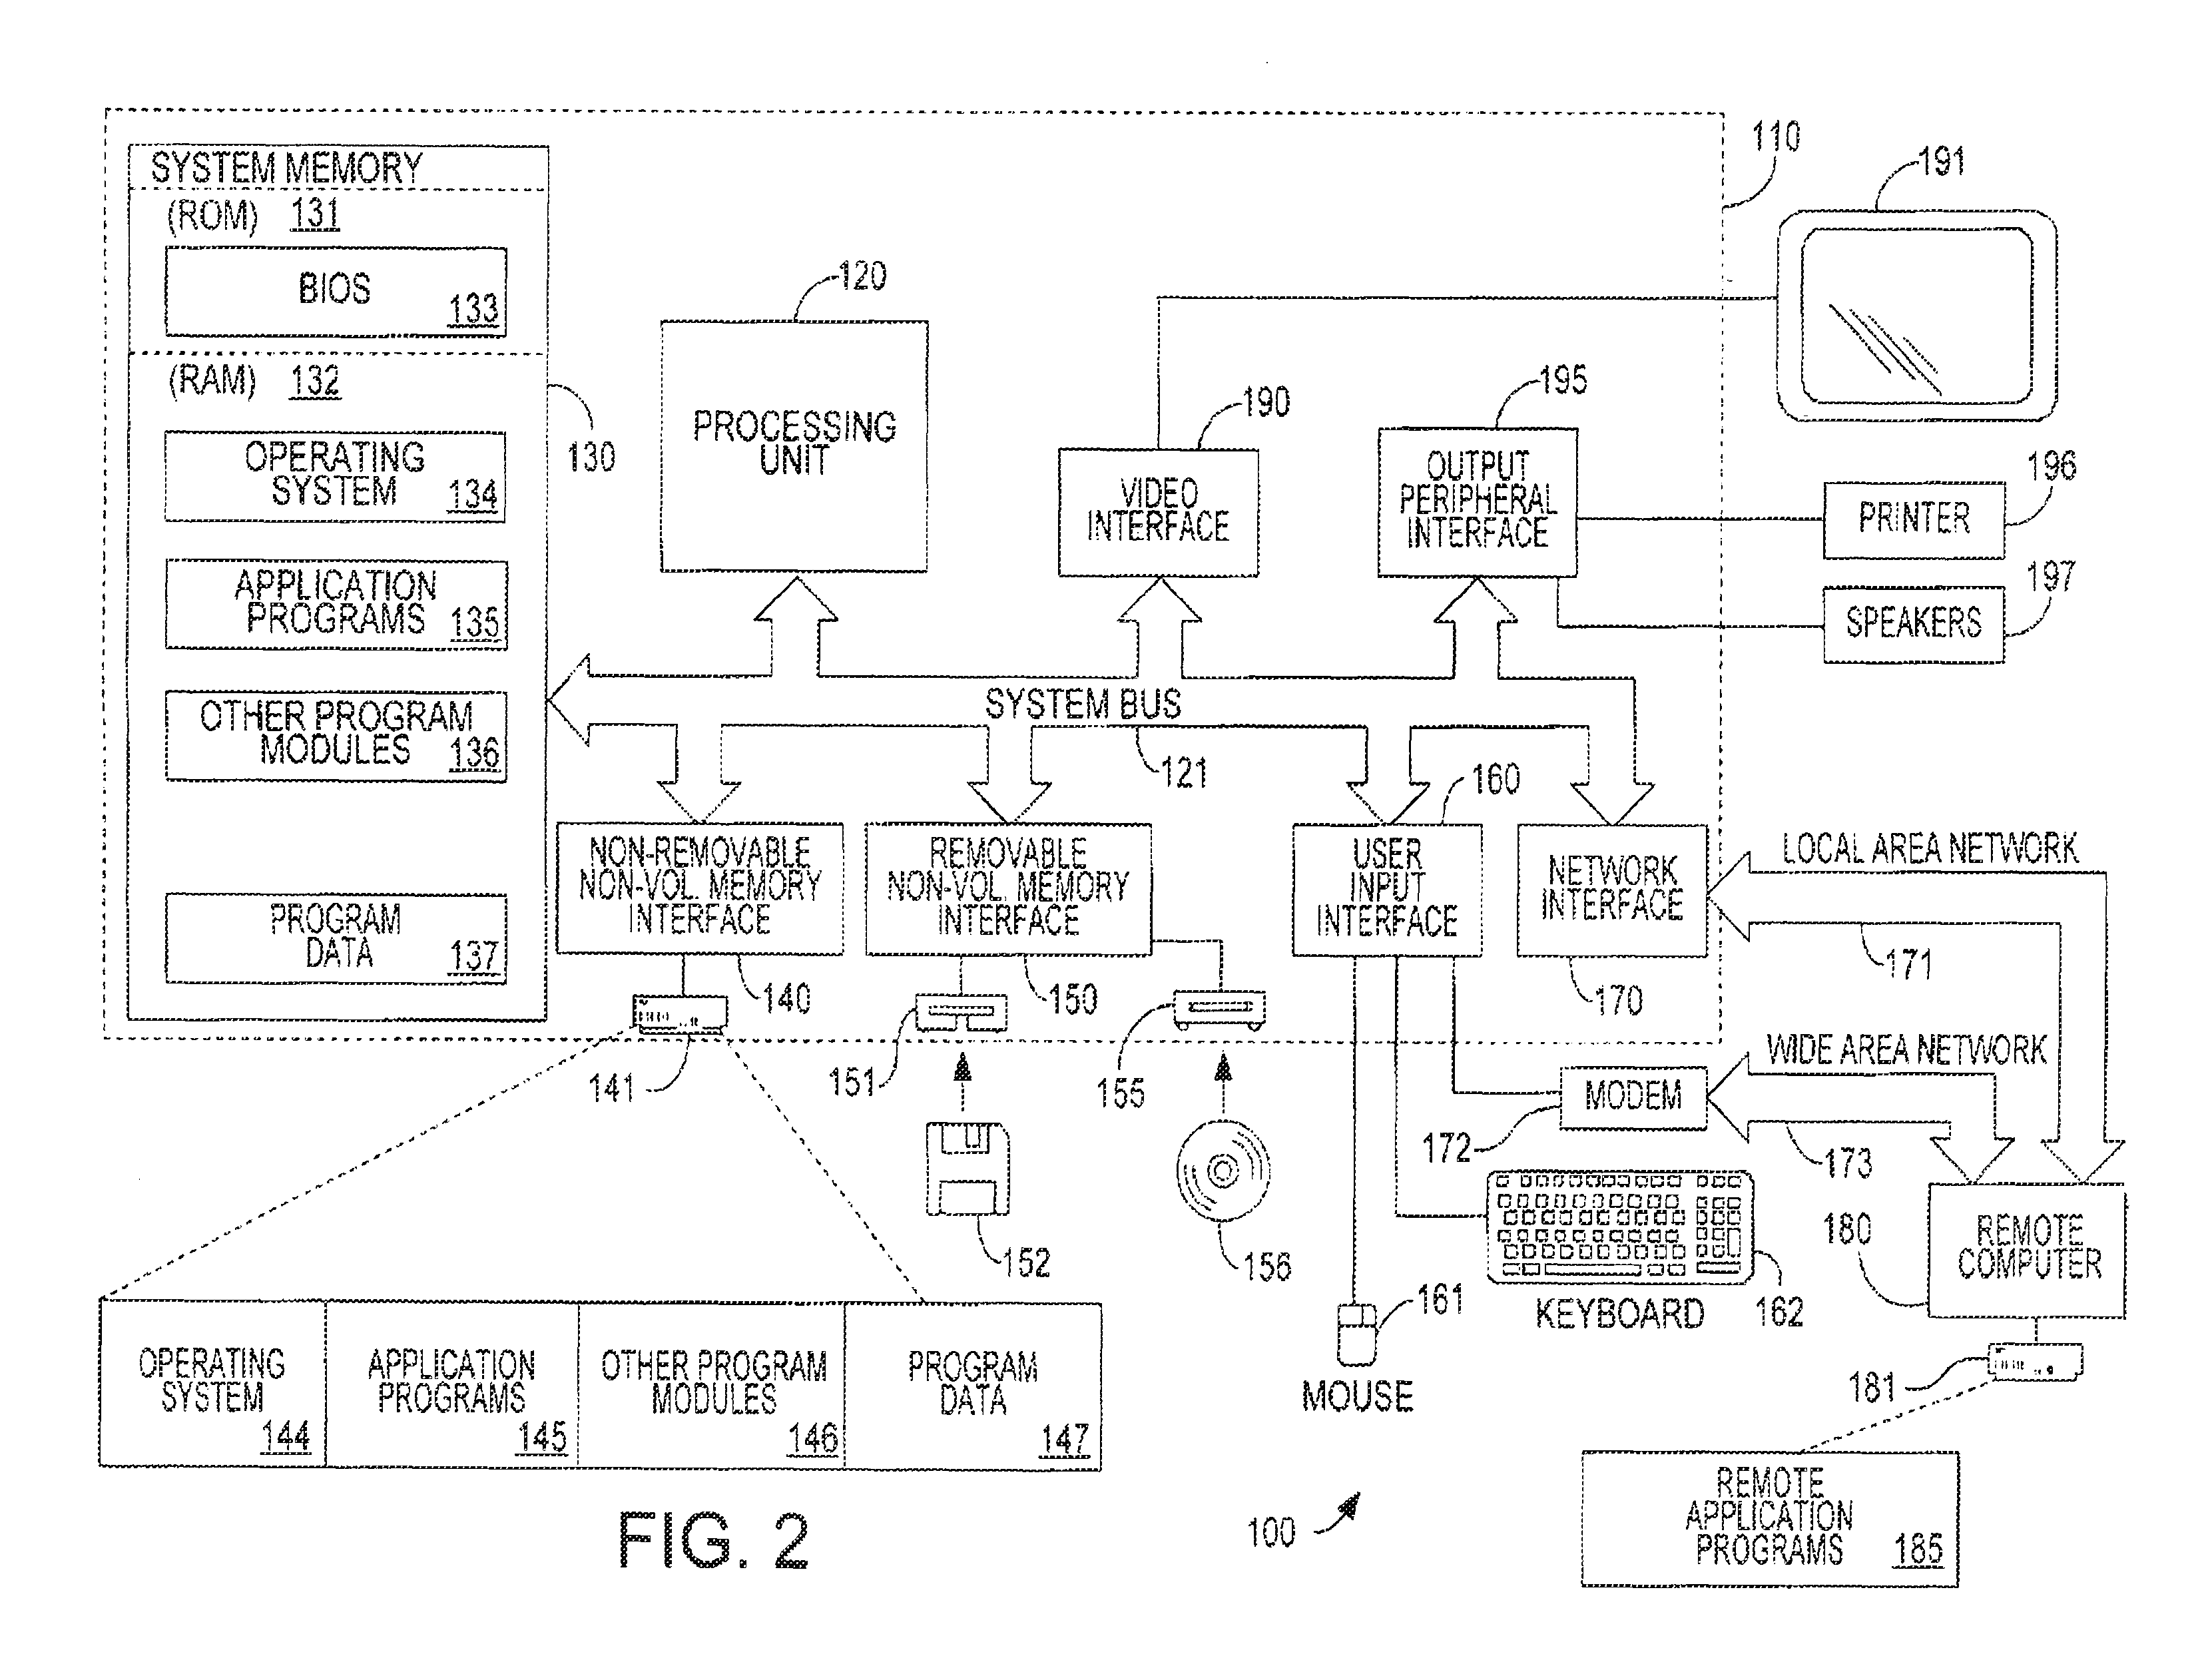 110
191
SYSTEM MEMORY
(ROM) 131
BIOS
133
(RAM) 132
OPERATING
SYSTEM 134
APPLICATION
PROGRAMS 135
OTHER PROGRAM
MODULES 136
PROGRAM
DATA 137
130
120
PROCESSING
UNIT
190
VIDEO
INTERFACE
195
OUTPUT
PERIPHERAL
INTERFACE
196
PRINTER
197
SPEAKERS
SYSTEM BUS
121
160
NON-REMOVABLE
NON-VOL. MEMORY
INTERFACE
REMOVABLE
NON-VOL. MEMORY
INTERFACE
USER
INPUT
INTERFACE
NETWORK
INTERFACE
LOCAL AREA NETWORK
171
140
150
170
141
151
155
WIDE AREA NETWORK
MODEM
172
173
152
156
161
MOUSE
KEYBOARD
162
180
REMOTE
COMPUTER
181
OPERATING
SYSTEM
144
APPLICATION
PROGRAMS
145
OTHER PROGRAM
MODULES
146
PROGRAM
DATA
147
REMOTE
APPLICATION
PROGRAMS 185
100
FIG. 2